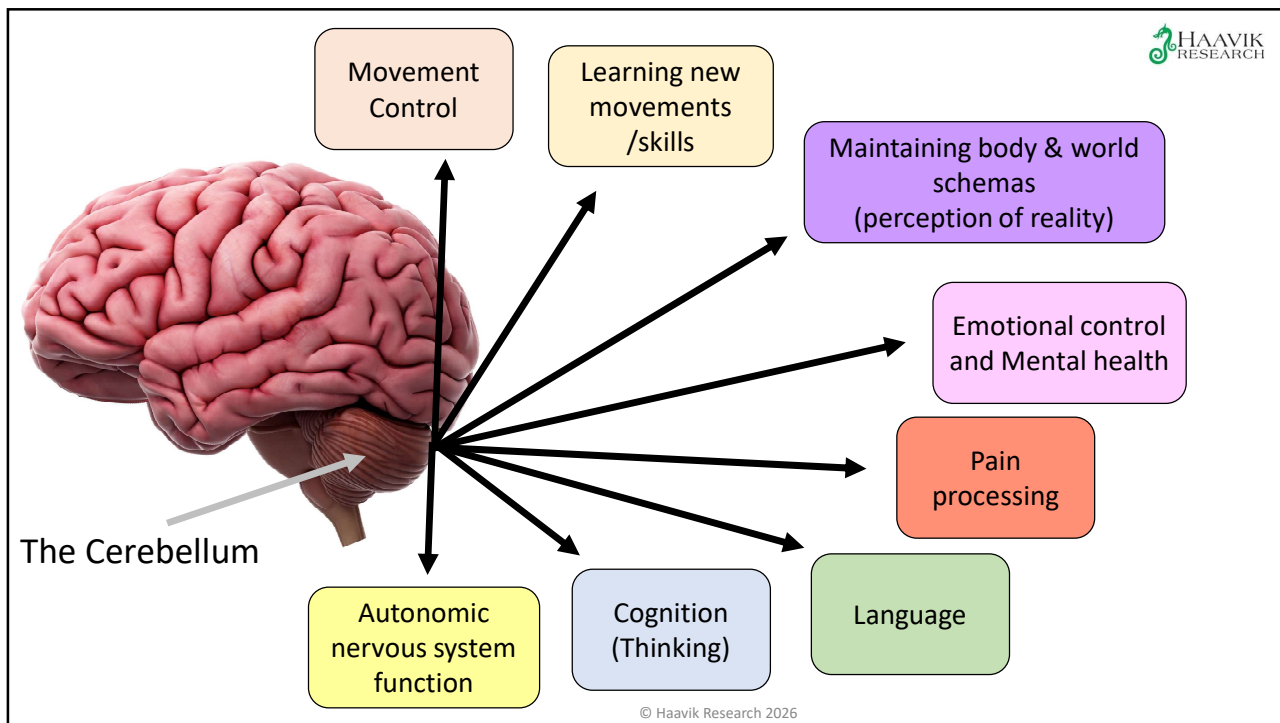 HAAVIK
RESEARCH
Movement
Control
Learning new
movements
/skills
Maintaining body & world
schemas
(perception of reality)
Emotional control
and Mental health
Pain
processing
Language
Cognition
(Thinking)
Autonomic
nervous system
function
The Cerebellum
© Haavik Research 2026